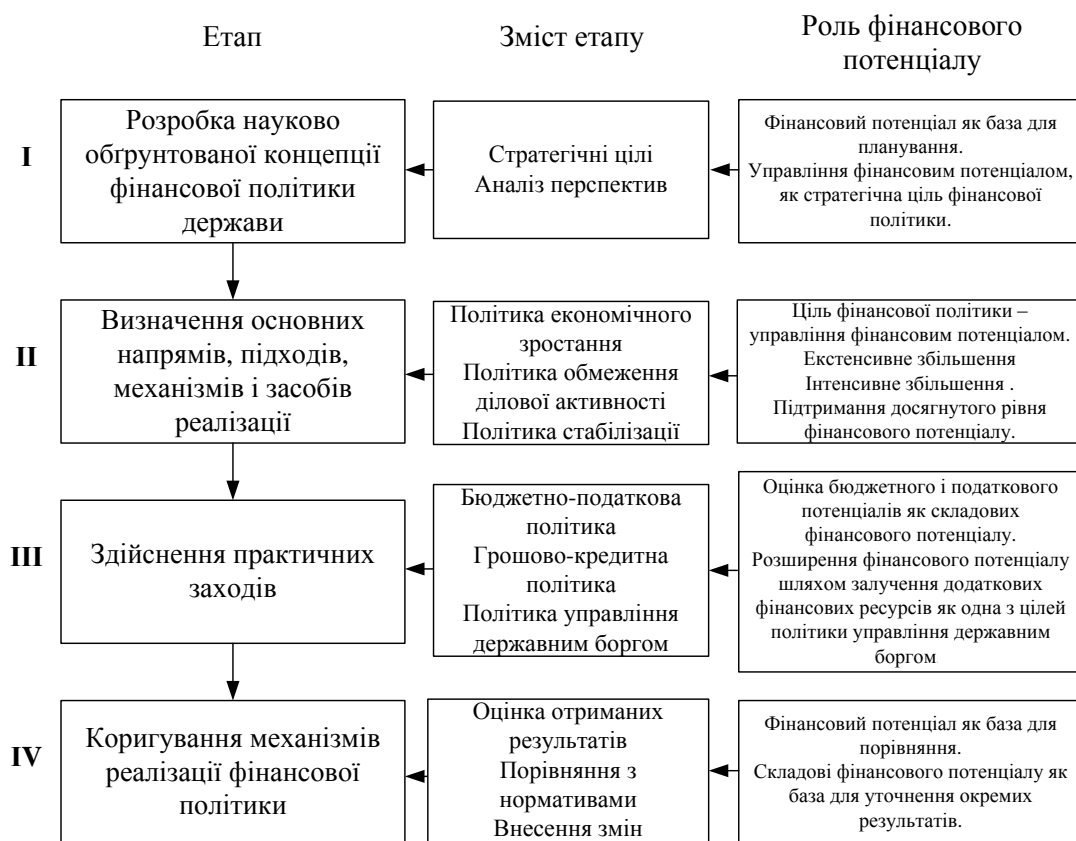 Етап
Зміст етапу
Роль фінансового
потенціалу
I
Розробка науково
обґрунтованої концепції
фінансової політики
держави
Стратегічні цілі
Аналіз перспектив
Фінансовий потенціал як база для
планування.
Управління фінансовим потенціалом,
як стратегічна ціль фінансової
політики.
II
Визначення основних
напрямів, підходів,
механізмів і засобів
реалізації
Політика економічного
зростання
Політика обмеження
ділової активності
Політика стабілізації
Ціль фінансової політики –
управління фінансовим потенціалом.
Екстенсивне збільшення
Інтенсивне збільшення .
Підтримання досягнутого рівня
фінансового потенціалу.
III
Здійснення практичних
заходів
Бюджетно-податкова
політика
Грошово-кредитна
політика
Політика управління
державним боргом
Оцінка бюджетного і податкового
потенціалів як складових
фінансового потенціалу.
Розширення фінансового потенціалу
шляхом залучення додаткових
фінансових ресурсів як одна з цілей
політики управління державним
боргом
IV
Коригування механізмів
реалізації фінансової
політики
Оцінка отриманих
результатів
Порівняння з
нормативами
Внесення змін
Фінансовий потенціал як база для
порівняння.
Складові фінансового потенціалу як
база для уточнення окремих
результатів.